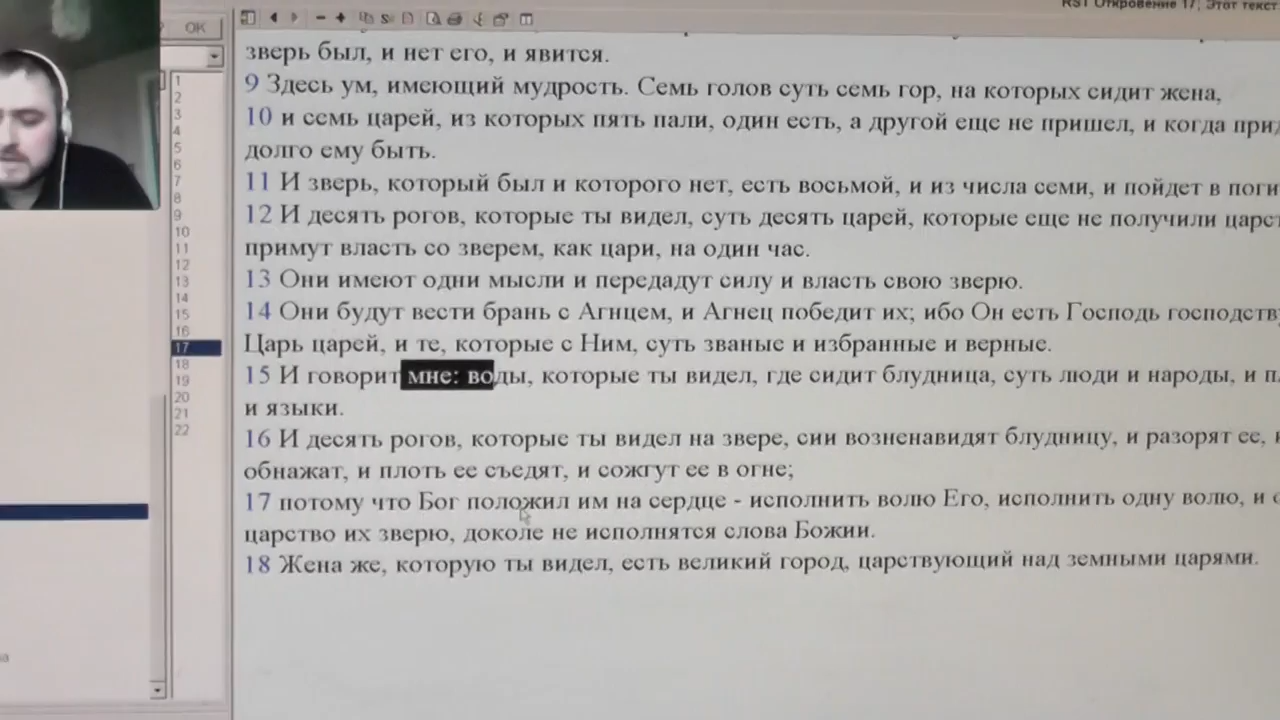 RST Откровение 17, Этот текст
OK
зверь был, и нет его, и явится.
9 Здесь ум, имеющий мудрость. Семь голов суть семь гор, на которых сидит жена,
10 и семь царей, из которых пять пали, один есть, а другой еще не пришел, и когда
долго ему быть.
11 И зверь, который был и которого нет, есть восьмой, и из числа семи, и пойдет в
12 И десять рогов, которые ты видел, суть десять царей, которые еще не получили
примут власть со зверем, как цари, на один час.
13 Они имеют одни мысли и передадут силу и власть свою зверю.
14 Они будут вести брань с Агнцем, и Агнец победит их; ибо Он есть Господь
Царь царей, и те, которые с Ним, суть званые и избранные и верные.
15 И говорит мне: воды, которые ты видел, где сидит блудница, суть люди и народы, и
и языки.
16 И десять рогов, которые ты видел на звере, сии возненавидят блудницу, и разорят ее,
обнажат, и плоть ее съедят, и сожгут ее в огне;
17 потому что Бог положил им на сердце - исполнить волю Его, исполнить одну волю, и
царство их зверю, доколе не исполнятся слова Божии.
18 Жена же, которую ты видел, есть великий город, царствующий над земными царями.
1
2
3
4
5
6
7
8
9
10
11
12
13
14
15
16
17
18
19
20
21
22